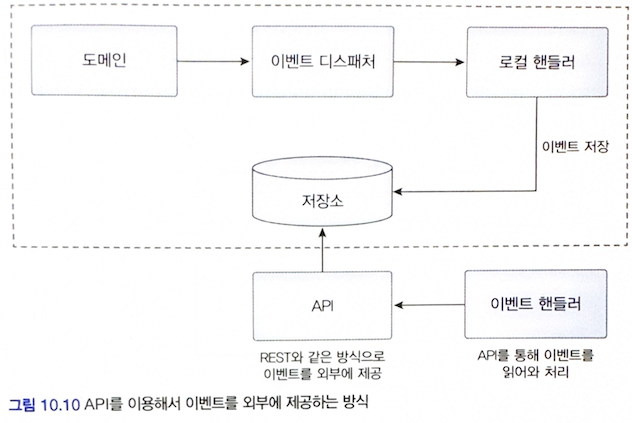 도메인
이벤트 디스패처
로컬 핸들러
이벤트 저장
저장소
API
이벤트 핸들러
REST와 같은 방식으로
이벤트를 외부에 제공
API를 통해 이벤트를
읽어와 처리
그림 10.10 API를 이용해서 이벤트를 외부에 제공하는 방식